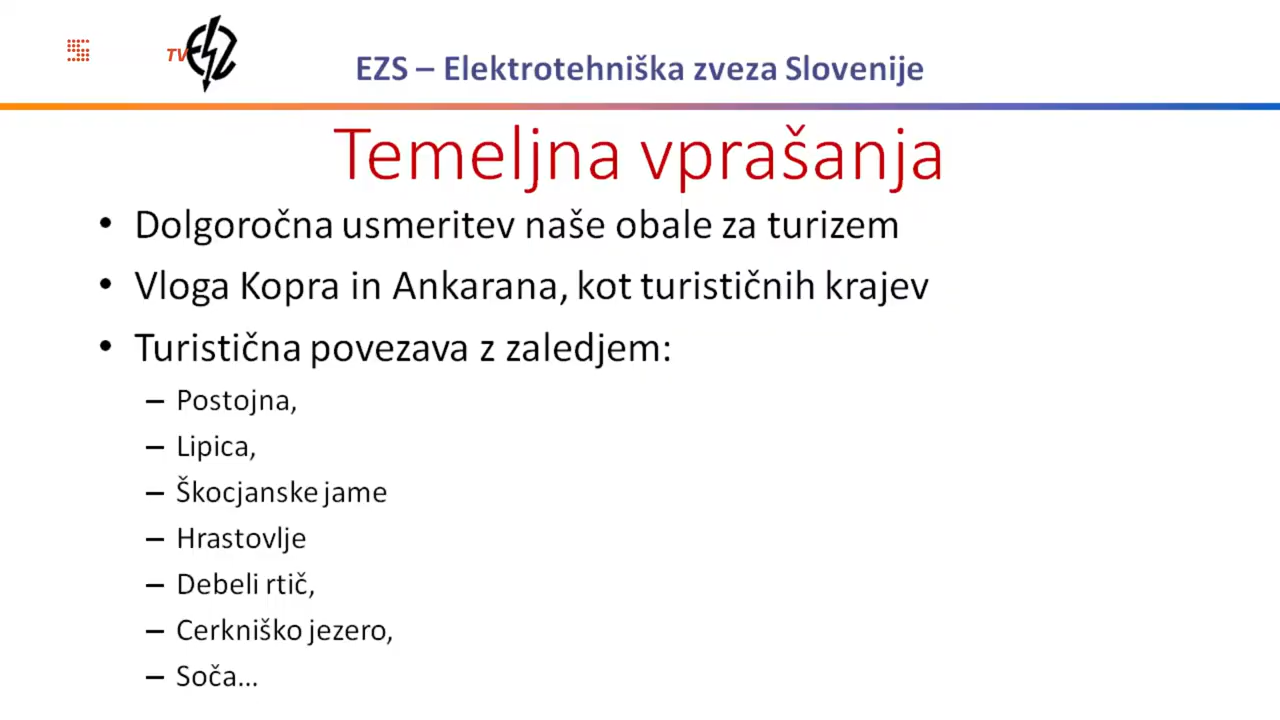 TV
EZS – Elektrotehniška zveza Slovenije
Temeljna vprašanja
• Dolgoročna usmeritev naše obale za turizem
• Vloga Kopra in Ankarana, kot turističnih krajev
• Turistična povezava z zaledjem:
– Postojna,
– Lipica,
– Škocjanske jame
– Hrastovlje
– Debeli rtič,
– Cerkniško jezero,
– Soča...